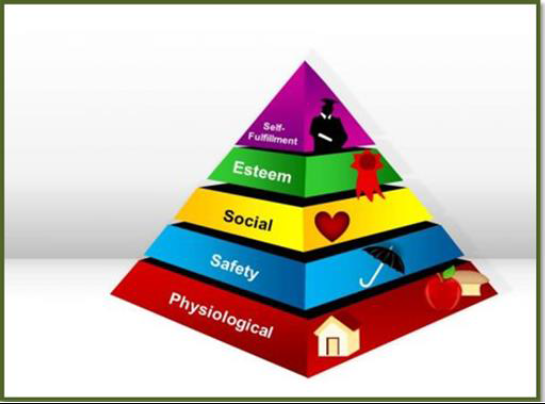 Self-
Fulfillment
Esteem
Social
Safety
Physiological